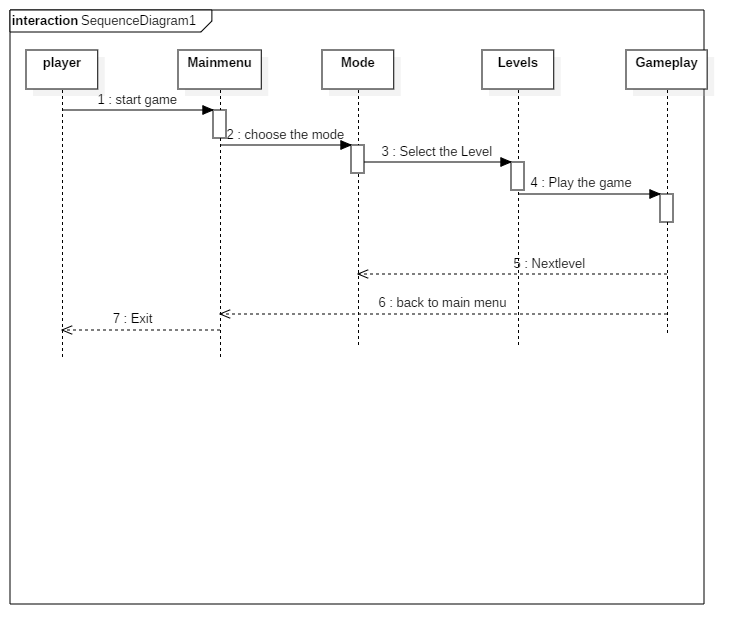 interaction SequenceDiagram1
player
Mainmenu
Mode
Levels
Gameplay
1 : start game
2 : choose the mode
3 : Select the Level
4 : Play the game
5 : Nextlevel
6 : back to main menu
7 : Exit